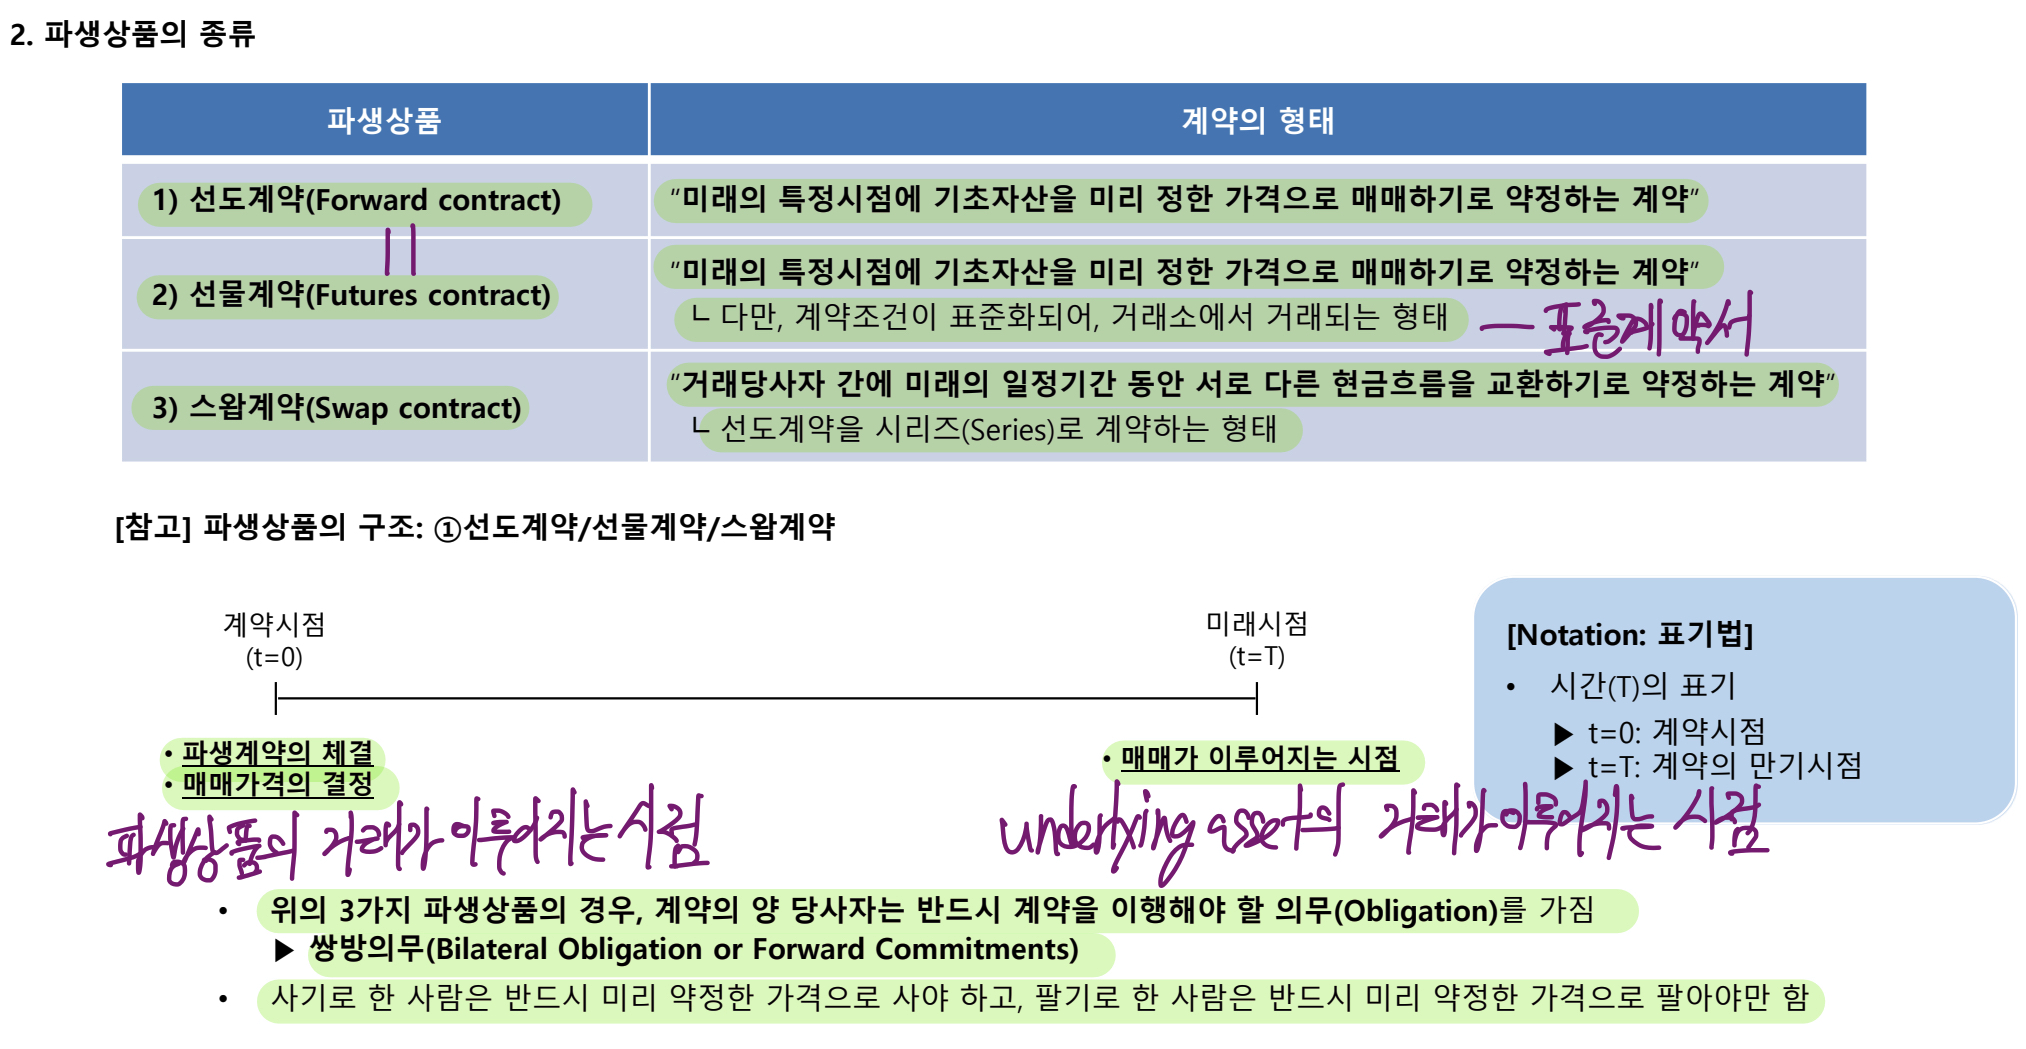 2. 파생상품의 종류
파생상품
계약의 형태
1) 선도계약(Forward contract)
“미래의 특정시점에 기초자산을 미리 정한 가격으로 매매하기로 약정하는 계약”
2) 선물계약(Futures contract)
“미래의 특정시점에 기초자산을 미리 정한 가격으로 매매하기로 약정하는 계약”
ㄴ 다만, 계약조건이 표준화되어, 거래소에서 거래되는 형태
— 표준계약서
3) 스왑계약(Swap contract)
“거래당사자 간에 미래의 일정기간 동안 서로 다른 현금흐름을 교환하기로 약정하는 계약”
ㄴ 선도계약을 시리즈(Series)로 계약하는 형태
[참고] 파생상품의 구조: ①선도계약/선물계약/스왑계약
계약시점
(t=0)
미래시점
(t=T)
• 파생계약의 체결
• 매매가격의 결정
• 매매가 이루어지는 시점
파생상품의 거래가 이루어지는 시점
underlying asset의 거래가 이루어지는 시점
[Notation: 표기법]
• 시간(T)의 표기
▶ t=0: 계약시점
▶ t=T: 계약의 만기시점
• 위의 3가지 파생상품의 경우, 계약의 양 당사자는 반드시 계약을 이행해야 할 의무(Obligation)를 가짐
▶ 쌍방의무(Bilateral Obligation or Forward Commitments)
• 사기로 한 사람은 반드시 미리 약정한 가격으로 사야 하고, 팔기로 한 사람은 반드시 미리 약정한 가격으로 팔아야만 함